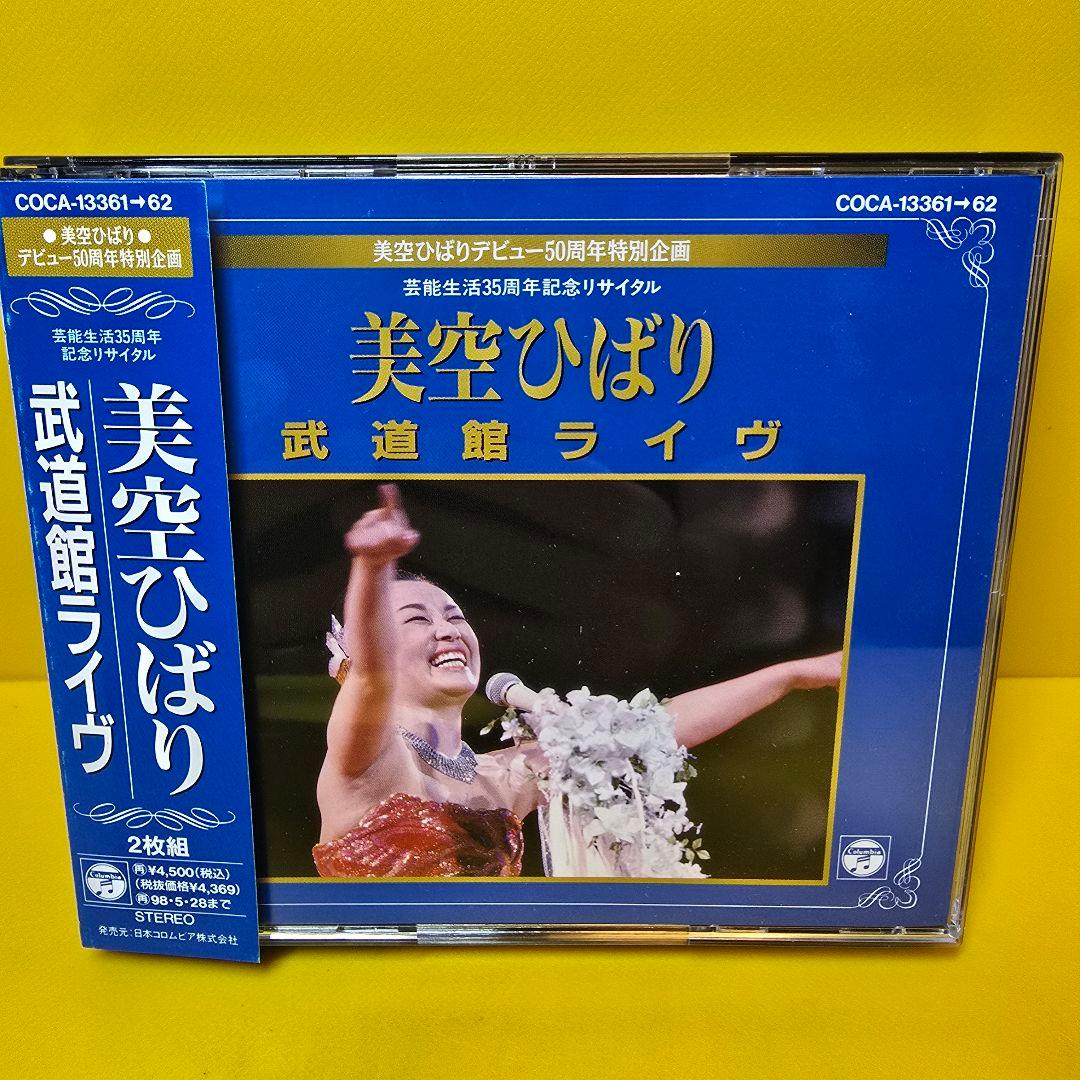 COCA-13361→62
●美空ひばり●
デビュー50周年特別企画
芸能生活35周年
記念リサイタル
美空ひばり
武道館ライヴ
2枚組
Columbia
再¥4,500(税込)
(税抜価格¥4,369)
再98・5・28まで
STEREO
発売元:日本コロムビア株式会社
COCA-13361→62
美空ひばりデビュー50周年特別企画
芸能生活35周年記念リサイタル
美空ひばり
武道館ライヴ
Columbia